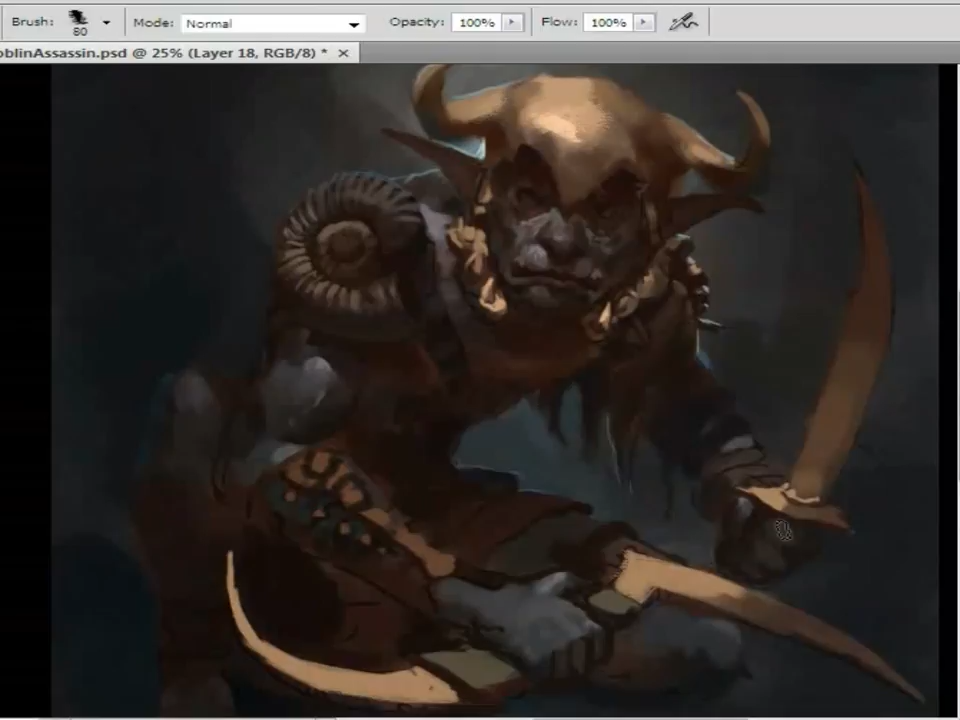 Brush: 80 Mode: Normal Opacity: 100% Flow: 100%
oblinAssassin.psd @ 25% (Layer 18, RGB/8) *